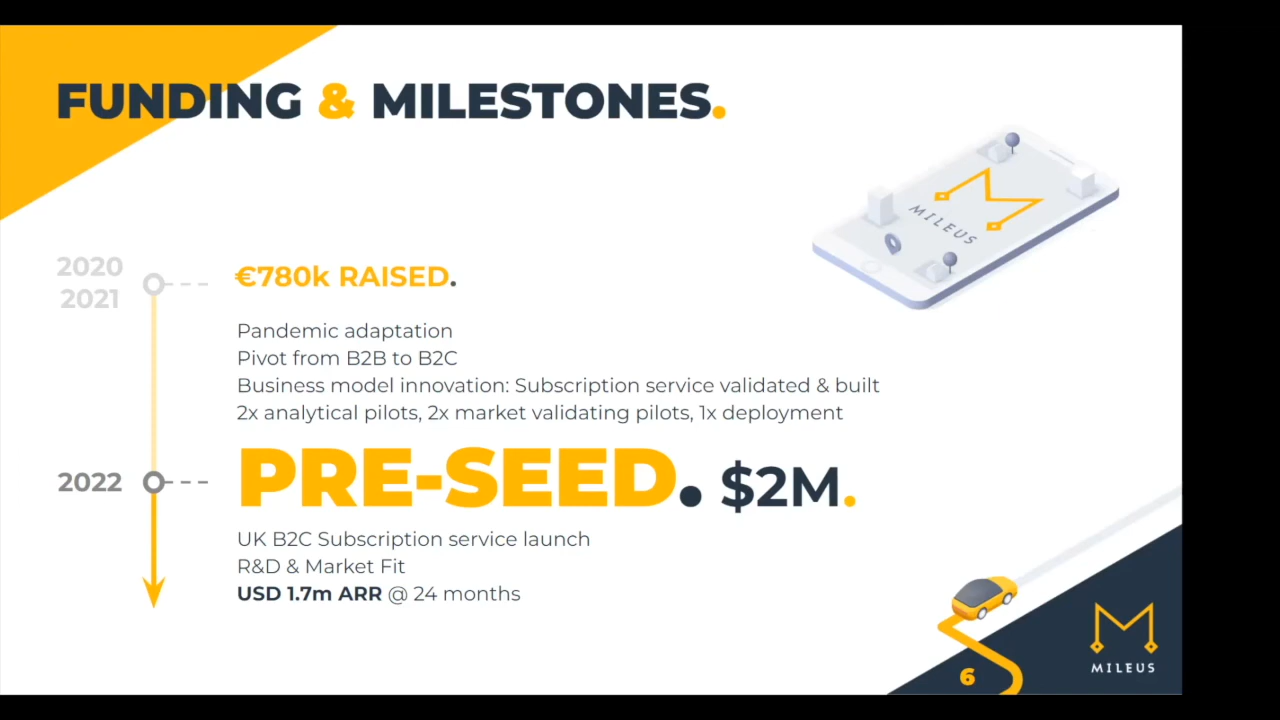 FUNDING & MILESTONES.
MILEUS
2020
2021
€780k RAISED.
Pandemic adaptation
Pivot from B2B to B2C
Business model innovation: Subscription service validated & built
2x analytical pilots, 2x market validating pilots, 1x deployment
2022
PRE-SEED. $2M.
UK B2C Subscription service launch
R&D & Market Fit
USD 1.7m ARR @ 24 months
6
MILEUS